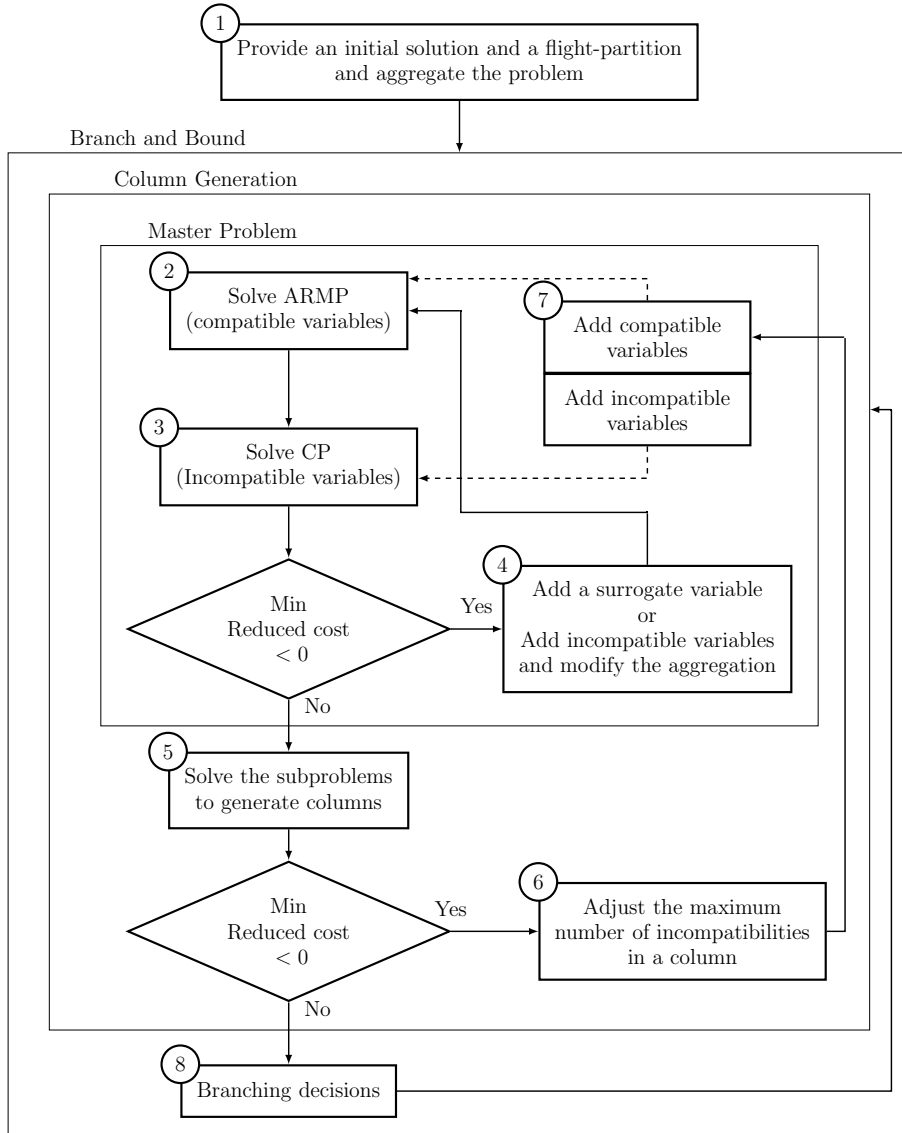 1
Provide an initial solution and a flight-partition
and aggregate the problem
Branch and Bound
Column Generation
Master Problem
2
Solve ARMP
(compatible variables)
7
Add compatible
variables
Add incompatible
variables
3
Solve CP
(Incompatible variables)
Min
Reduced cost
< 0
Yes
No
4
Add a surrogate variable
or
Add incompatible variables
and modify the aggregation
5
Solve the subproblems
to generate columns
Min
Reduced cost
< 0
Yes
No
6
Adjust the maximum
number of incompatibilities
in a column
8
Branching decisions